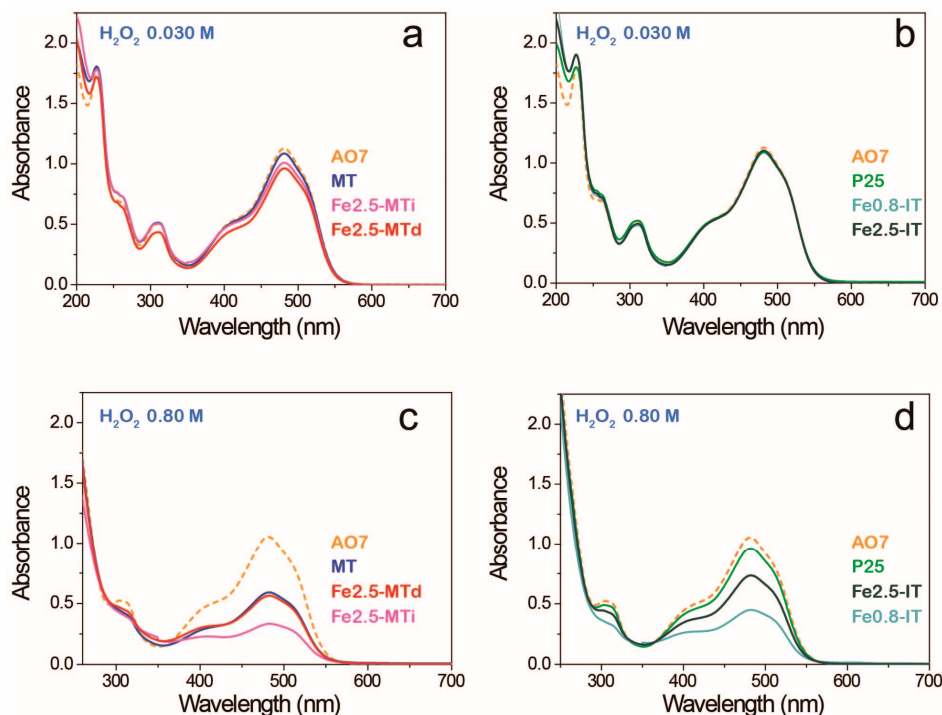 H₂O₂ 0.030 M
a
AO7
MT
Fe2.5-MTi
Fe2.5-MTd
Absorbance
2.0
1.5
1.0
0.5
0.0
200 300 400 500 600 700
Wavelength (nm)
H₂O₂ 0.030 M
b
AO7
P25
Fe0.8-IT
Fe2.5-IT
Absorbance
2.0
1.5
1.0
0.5
0.0
200 300 400 500 600 700
Wavelength (nm)
H₂O₂ 0.80 M
c
AO7
MT
Fe2.5-MTd
Fe2.5-MTi
Absorbance
2.0
1.5
1.0
0.5
0.0
300 400 500 600 700
Wavelength (nm)
H₂O₂ 0.80 M
d
AO7
P25
Fe2.5-IT
Fe0.8-IT
Absorbance
2.0
1.5
1.0
0.5
0.0
300 400 500 600 700
Wavelength (nm)